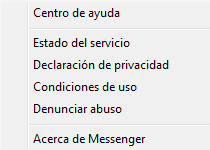 Centro de ayuda
Estado del servicio
Declaración de privacidad
Condiciones de uso
Denunciar abuso
Acerca de Messenger